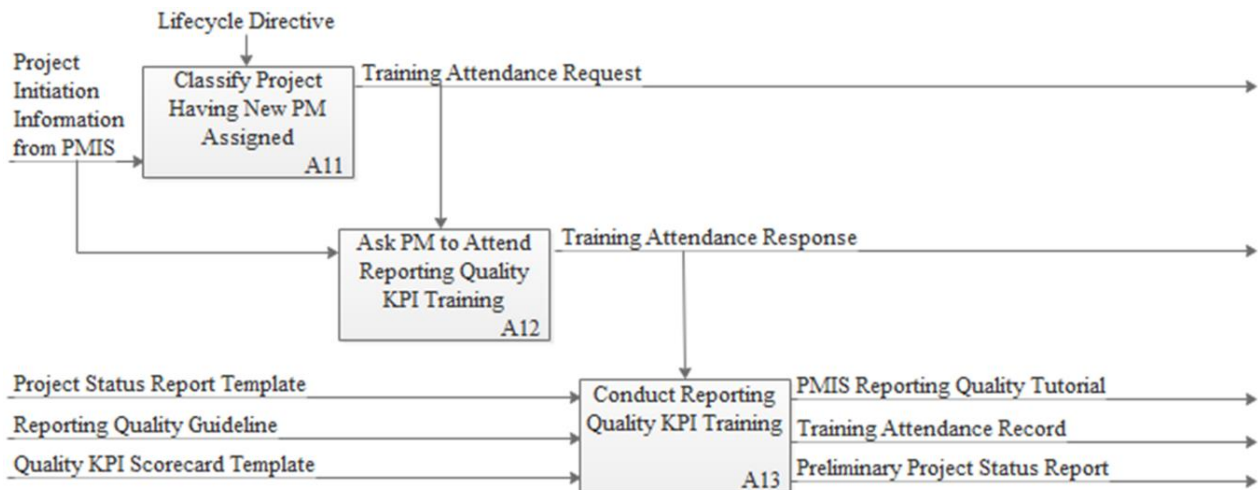 Lifecycle Directive
Project
Initiation
Information
from PMIS
Classify Project
Having New PM
Assigned
A11
Training Attendance Request
Ask PM to Attend
Reporting Quality
KPI Training
A12
Training Attendance Response
Project Status Report Template
Reporting Quality Guideline
Quality KPI Scorecard Template
Conduct Reporting
Quality KPI Training
A13
PMIS Reporting Quality Tutorial
Training Attendance Record
Preliminary Project Status Report